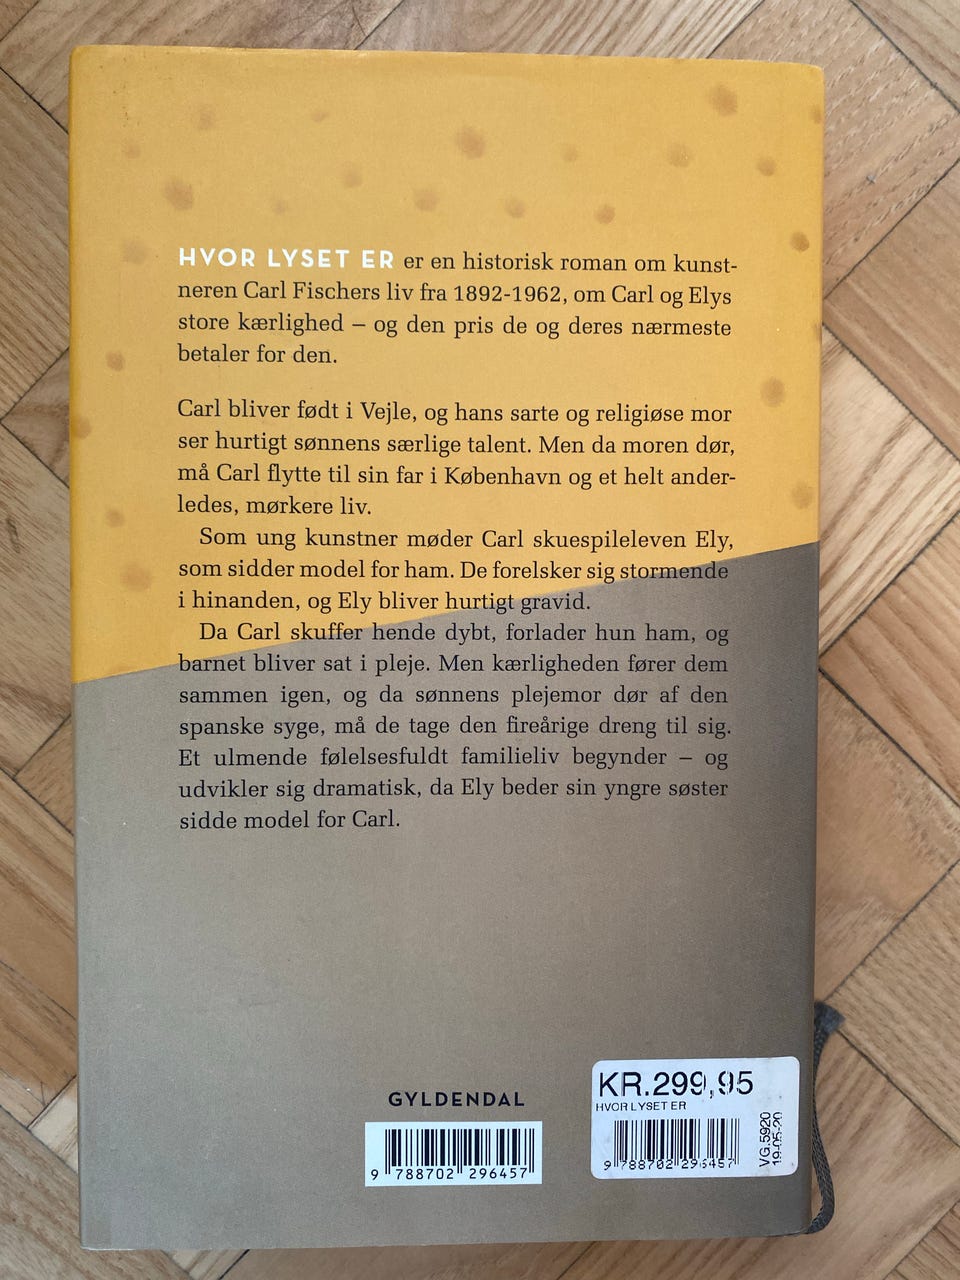 HVOR LYSET ER er en historisk roman om kunst-
neren Carl Fischers liv fra 1892-1962, om Carl og Elys
store kærlighed – og den pris de og deres nærmeste
betaler for den.
Carl bliver født i Vejle, og hans sarte og religiøse mor
ser hurtigt sønnens særlige talent. Men da moren dør,
må Carl flytte til sin far i København og et helt ander-
ledes, mørkere liv.
Som ung kunstner møder Carl skuespileleven Ely,
som sidder model for ham. De forelsker sig stormende
i hinanden, og Ely bliver hurtigt gravid.
Da Carl skuffer hende dybt, forlader hun ham, og
barnet bliver sat i pleje. Men kærligheden fører dem
sammen igen, og da sønnens plejemor dør af den
spanske syge, må de tage den fireårige dreng til sig.
Et ulmende følelsesfuldt familieliv begynder – og
udvikler sig dramatisk, da Ely beder sin yngre søster
sidde model for Carl.
GYLDENDAL
9 788702 296457
KR.299,95
HVOR LYSET ER
9 788702 296457
VG.5920
19-05-20